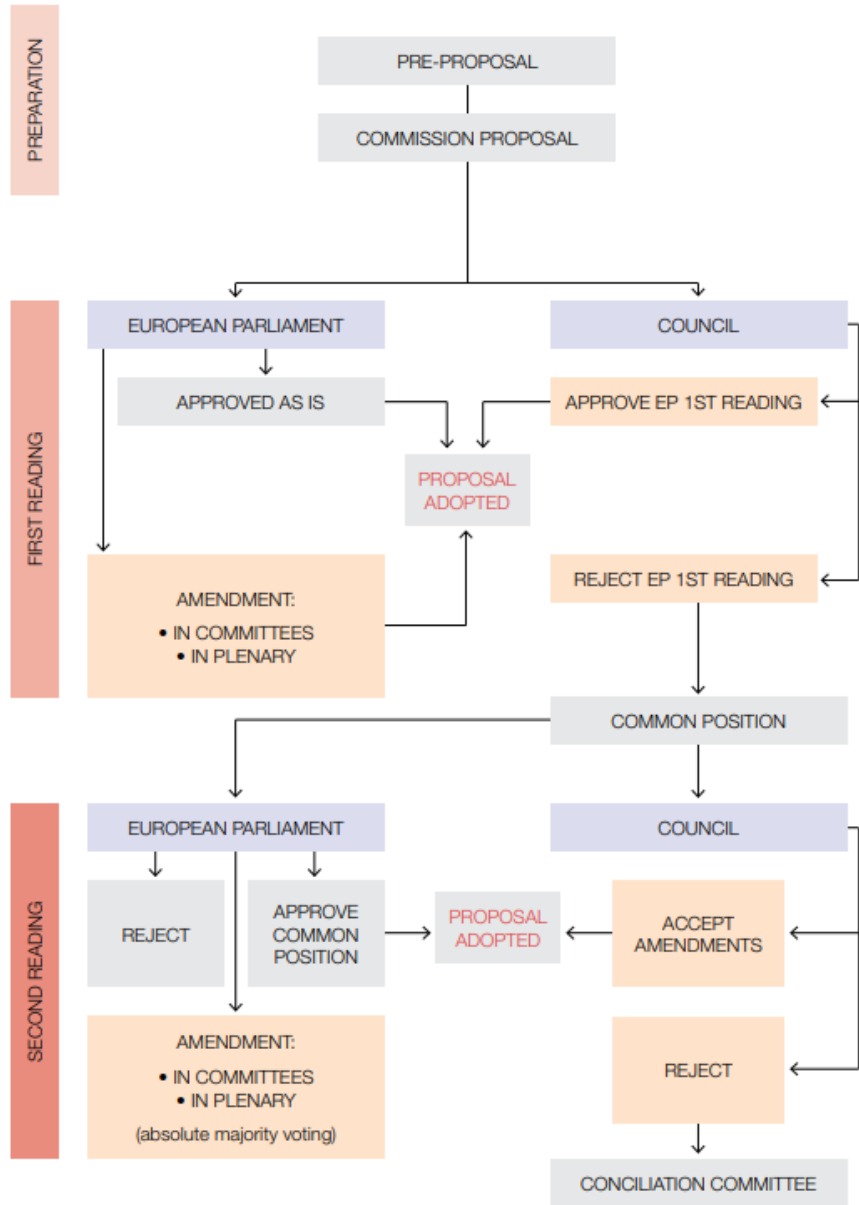 PREPARATION
PRE-PROPOSAL
COMMISSION PROPOSAL
FIRST READING
EUROPEAN PARLIAMENT
COUNCIL
APPROVED AS IS
APPROVE EP 1ST READING
PROPOSAL
ADOPTED
AMENDMENT:
• IN COMMITTEES
• IN PLENARY
REJECT EP 1ST READING
COMMON POSITION
SECOND READING
EUROPEAN PARLIAMENT
COUNCIL
REJECT
APPROVE
COMMON
POSITION
PROPOSAL
ADOPTED
ACCEPT
AMENDMENTS
AMENDMENT:
• IN COMMITTEES
• IN PLENARY
(absolute majority voting)
REJECT
CONCILIATION COMMITTEE